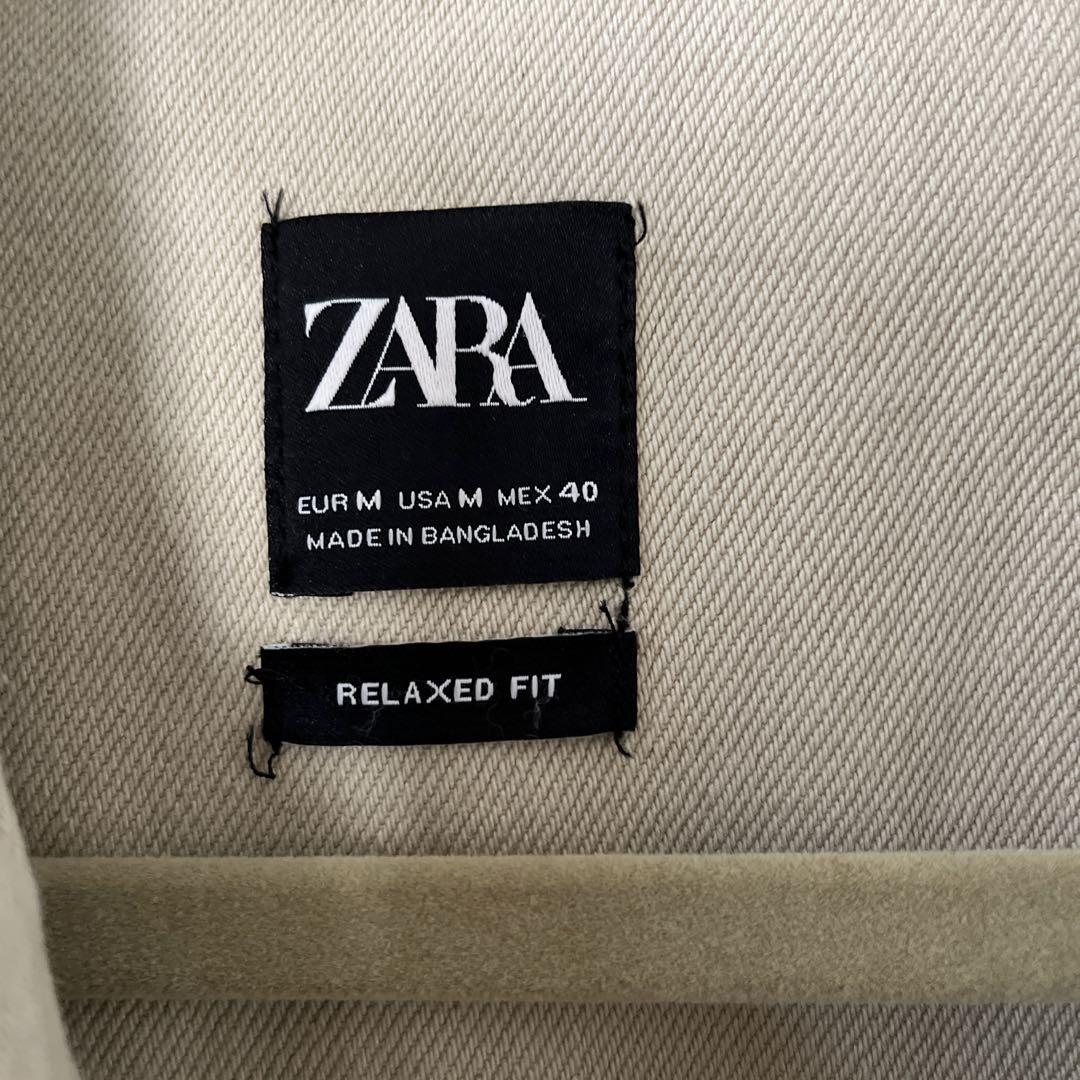 ZARA
EUR M USA M MEX 40
MADE IN BANGLADESH
RELAXED FIT